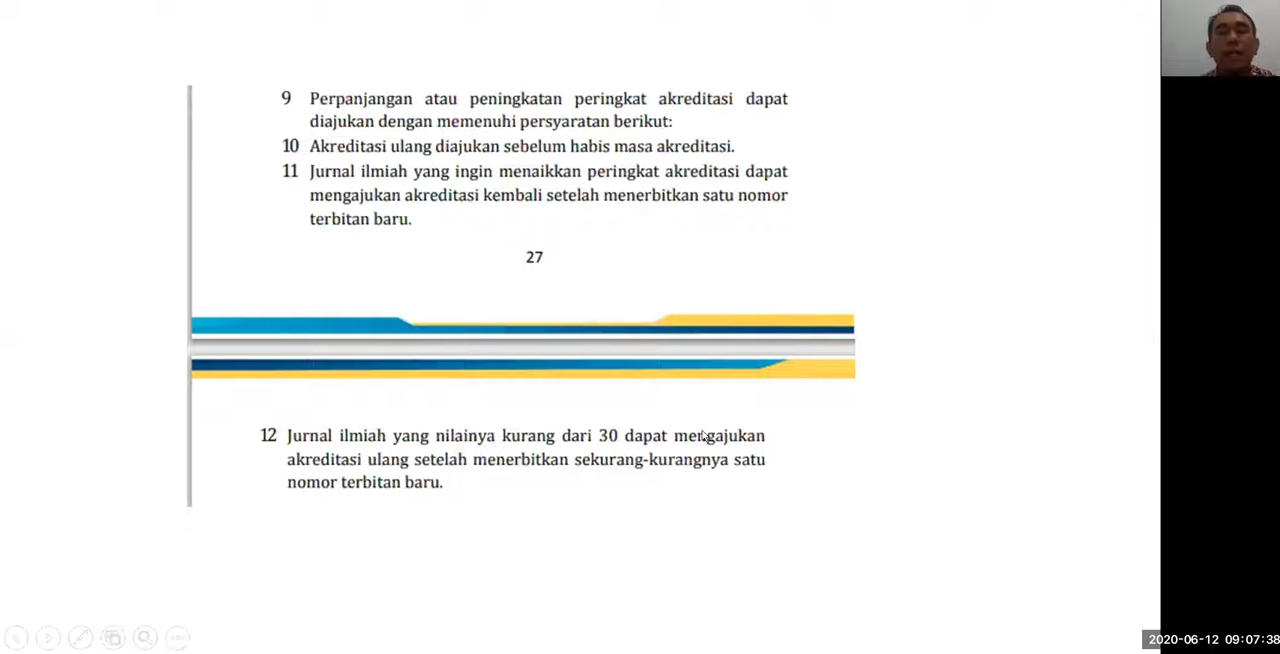 9 Perpanjangan atau peningkatan peringkat akreditasi dapat
diajukan dengan memenuhi persyaratan berikut:
10 Akreditasi ulang diajukan sebelum habis masa akreditasi.
11 Jurnal ilmiah yang ingin menaikkan peringkat akreditasi dapat
mengajukan akreditasi kembali setelah menerbitkan satu nomor
terbitan baru.
27
12 Jurnal ilmiah yang nilainya kurang dari 30 dapat mengajukan
akreditasi ulang setelah menerbitkan sekurang-kurangnya satu
nomor terbitan baru.
2020-06-12 09:07:38